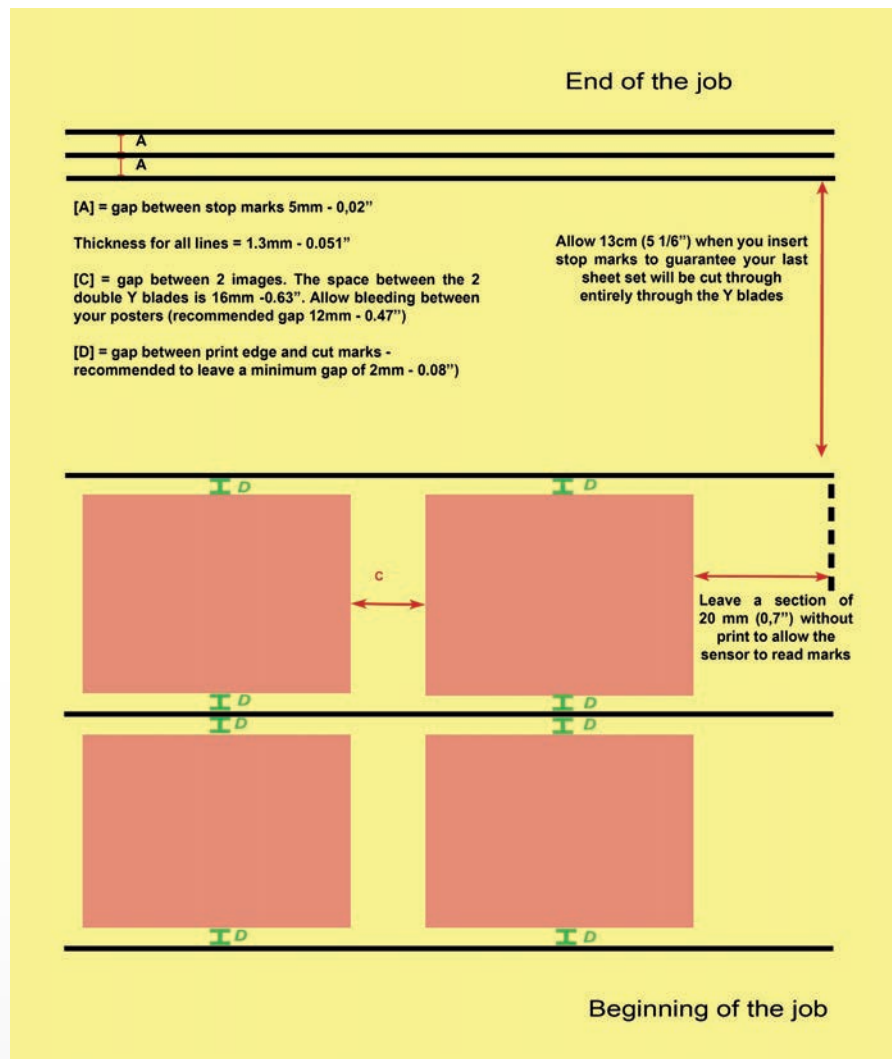 End of the job
A
A
[A] = gap between stop marks 5mm - 0,02”
Thickness for all lines = 1.3mm - 0.051”
[C] = gap between 2 images. The space between the 2
double Y blades is 16mm -0.63”. Allow bleeding between
your posters (recommended gap 12mm - 0.47”)
[D] = gap between print edge and cut marks -
recommended to leave a minimum gap of 2mm - 0.08”)
Allow 13cm (5 1/6”) when you insert
stop marks to guarantee your last
sheet set will be cut through
entirely through the Y blades
D
D
C
Leave a section of
20 mm (0,7”) without
print to allow the
sensor to read marks
D
D
D
D
D
D
Beginning of the job